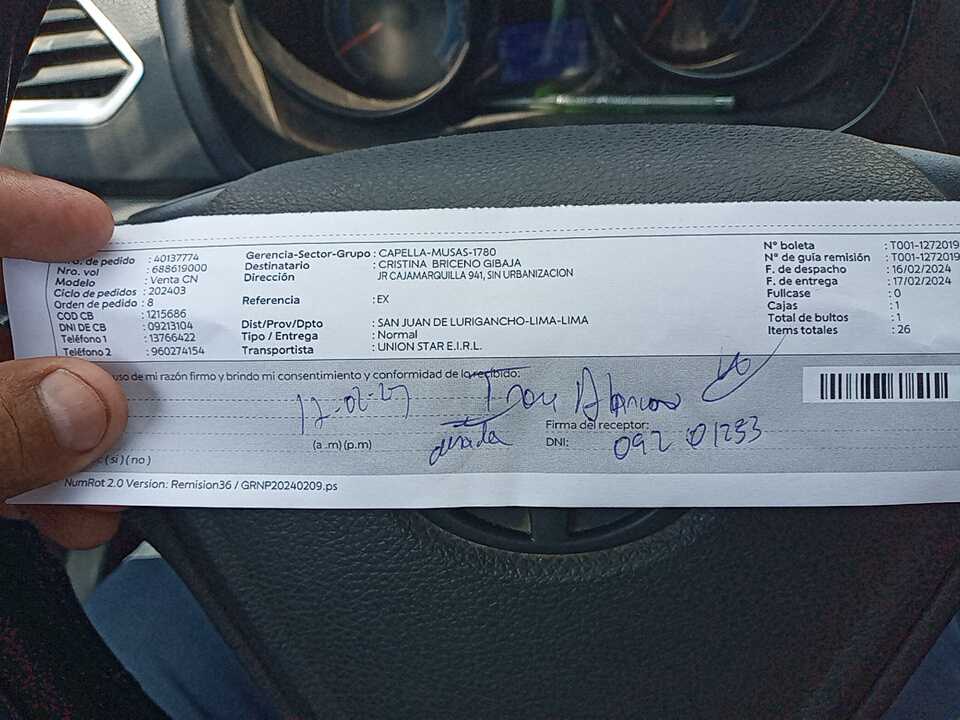 Nro. de pedido : 40137774
Nro. vol : 688619000
Modelo : Venta CN
Ciclo de pedidos : 202403
Orden de pedido : 8
COD CB : 1215686
DNI DE CB : 09213104
Telefono 1 : 13766422
Telefono 2 : 960274154
Gerencia-Sector-Grupo : CAPELLA-MUSAS-1780
Destinatario : CRISTINA BRICENO GIBAJA
Dirección : JR CAJAMARQUILLA 941, SIN URBANIZACION
Referencia : EX
Dist/Prov/Dpto : SAN JUAN DE LURIGANCHO-LIMA-LIMA
Tipo / Entrega : Normal
Transportista : UNION STAR E.I.R.L.
N° boleta : T001-1272019
N° de guía remisión : T001-1272019
F. de despacho : 16/02/2024
F. de entrega : 17/02/2024
Fullcase : 0
Cajas : 1
Total de bultos : 1
Items totales : 26
uso de mi razón firmo y brindo mi consentimiento y conformidad de lo recibido:
(a .m) (p.m)
Firma del receptor:
DNI: 092 01253
( si ) ( no )
NumRot 2.0 Version: Remision36 / GRNP20240209.ps